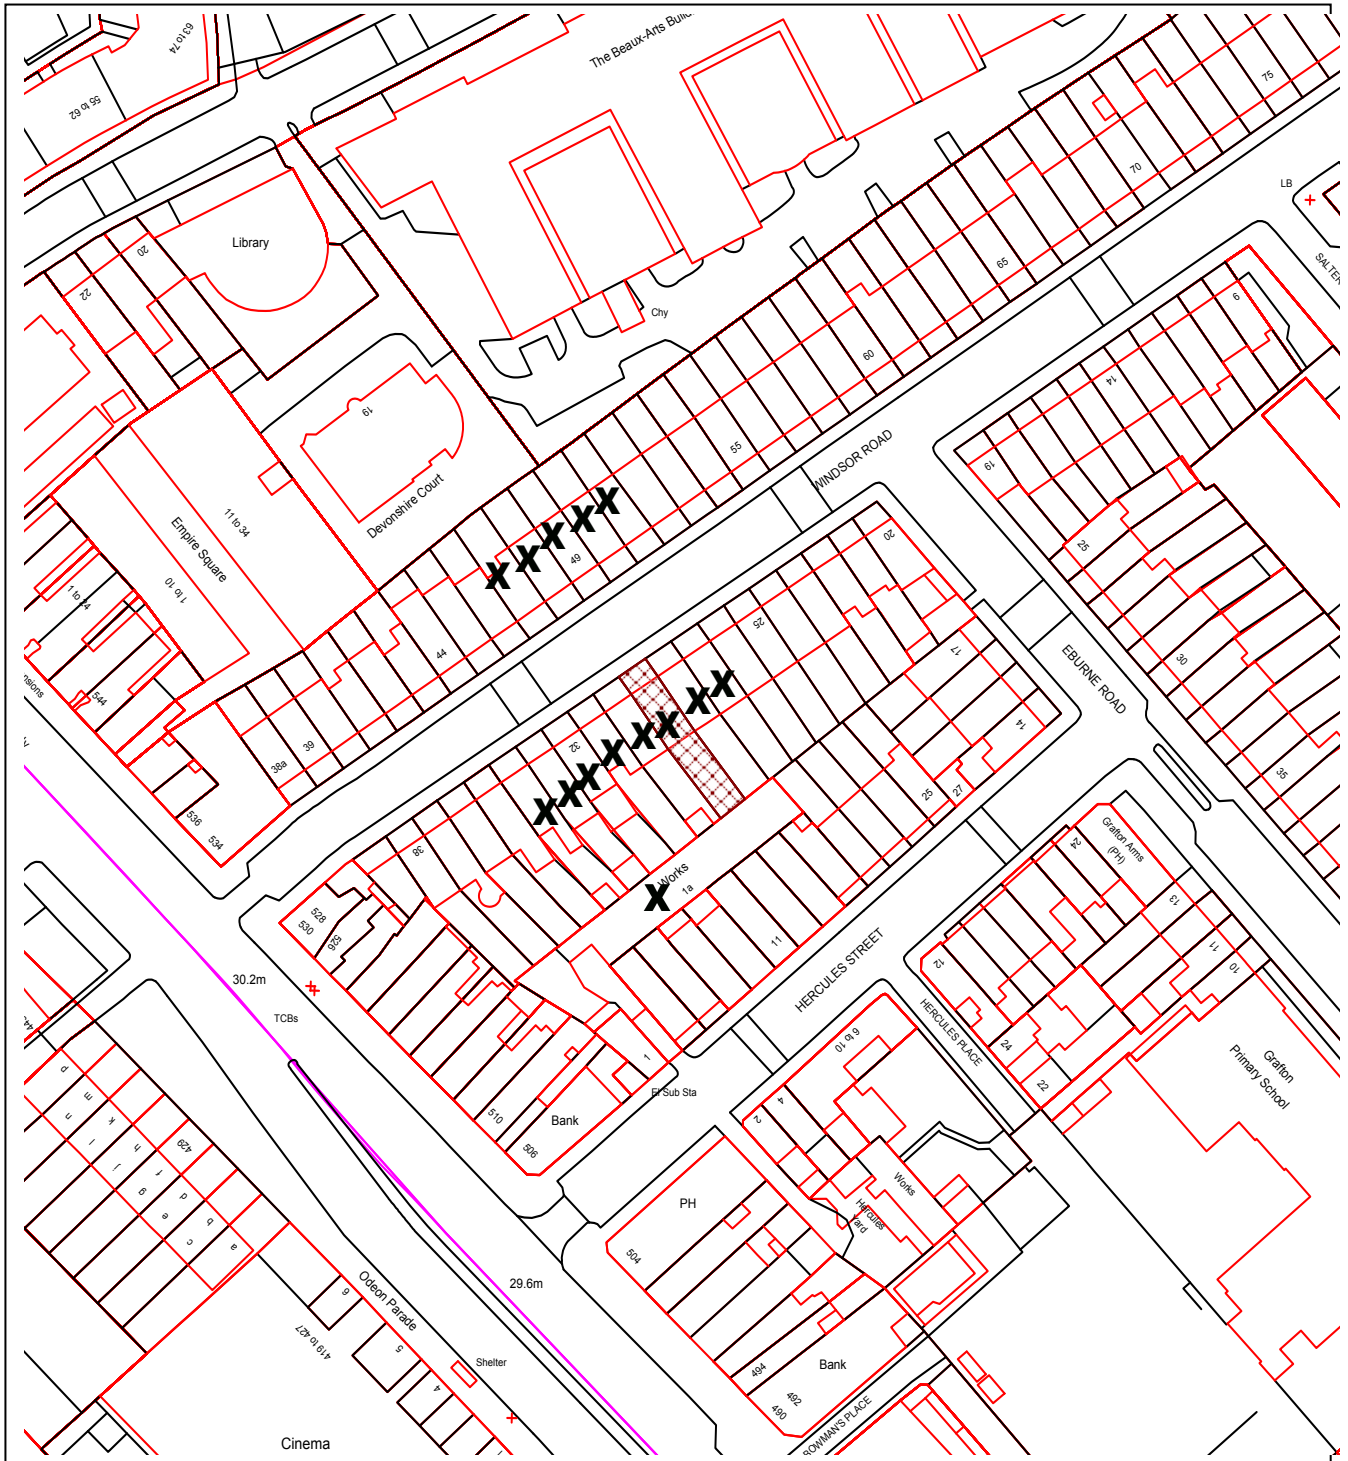 63 to 74
The Beaux-Arts Buil
55 to 62
75
70
LB
SALTER
Library
20
22
65
9
Chy
60
14
19
55
WINDSOR ROAD
19
Devonshire Court
11 to 34
Empire Square
1 to 10
49
20
25
1 to 24
44
25
17
30
EBURNE ROAD
544
nsions
39
38a
32
14
35
536
534
38
25
27
Works
1a
Grafton Arms
(PH)
24
528
530
526
11
13
11
10
12
HERCULES STREET
30.2m
TCBs
HERCULES PLACE
6 to 10
24
22
Grafton
Primary School
1
El Sub Sta
510
Bank
506
4
2
p
m
n
k
l
h
j
f
g
d
e
b
c
a
429
PH
Works
Hercules
Yard
504
29.6m
Odeon Parade
6
5
4
419 to 427
Shelter
494
492
490
Bank
BOWMAN'S PLACE
Cinema
X
X
X
X
X
X
X
X
X
X
X
X
X
X